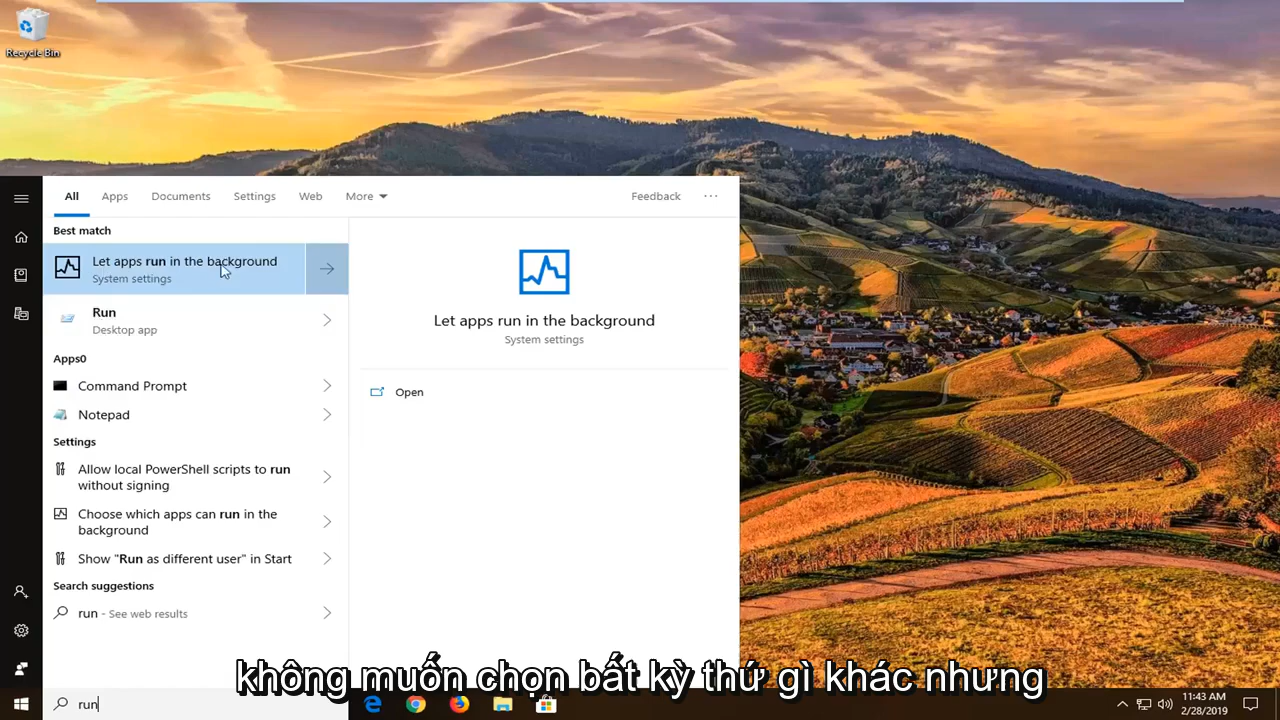 Recycle Bin
All Apps Documents Settings Web More Feedback ...
Best match
Let apps run in the background
System settings
Run
Desktop app
Apps0
Command Prompt
Notepad
Settings
Allow local PowerShell scripts to run
without signing
Choose which apps can run in the
background
Show "Run as different user" in Start
Search suggestions
run - See web results
Let apps run in the background
System settings
Open
không muốn chọn bất kỳ thứ gì khác nhưng
run
11:43 AM
2/28/2019